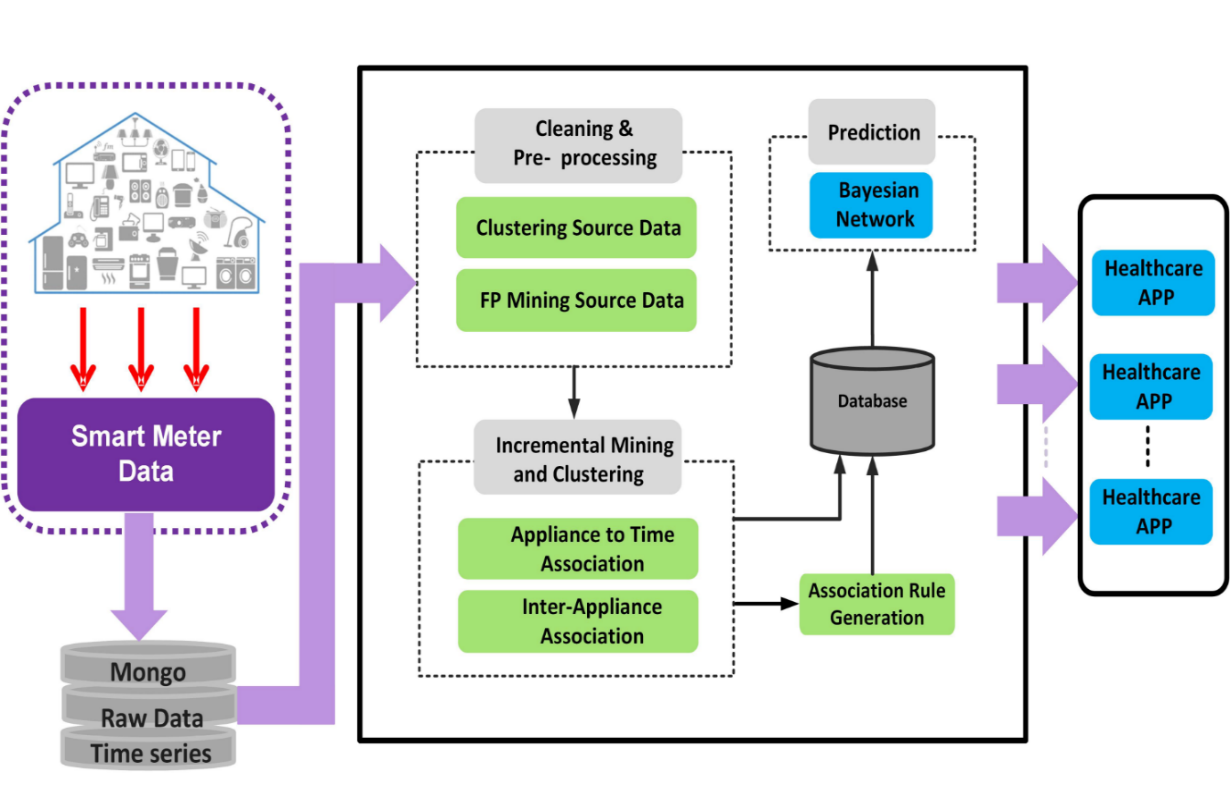 Smart Meter
Data
Mongo
Raw Data
Time series
Cleaning &
Pre- processing
Clustering Source Data
FP Mining Source Data
Incremental Mining
and Clustering
Appliance to Time
Association
Inter-Appliance
Association
Prediction
Bayesian
Network
Database
Association Rule
Generation
Healthcare
APP
Healthcare
APP
Healthcare
APP